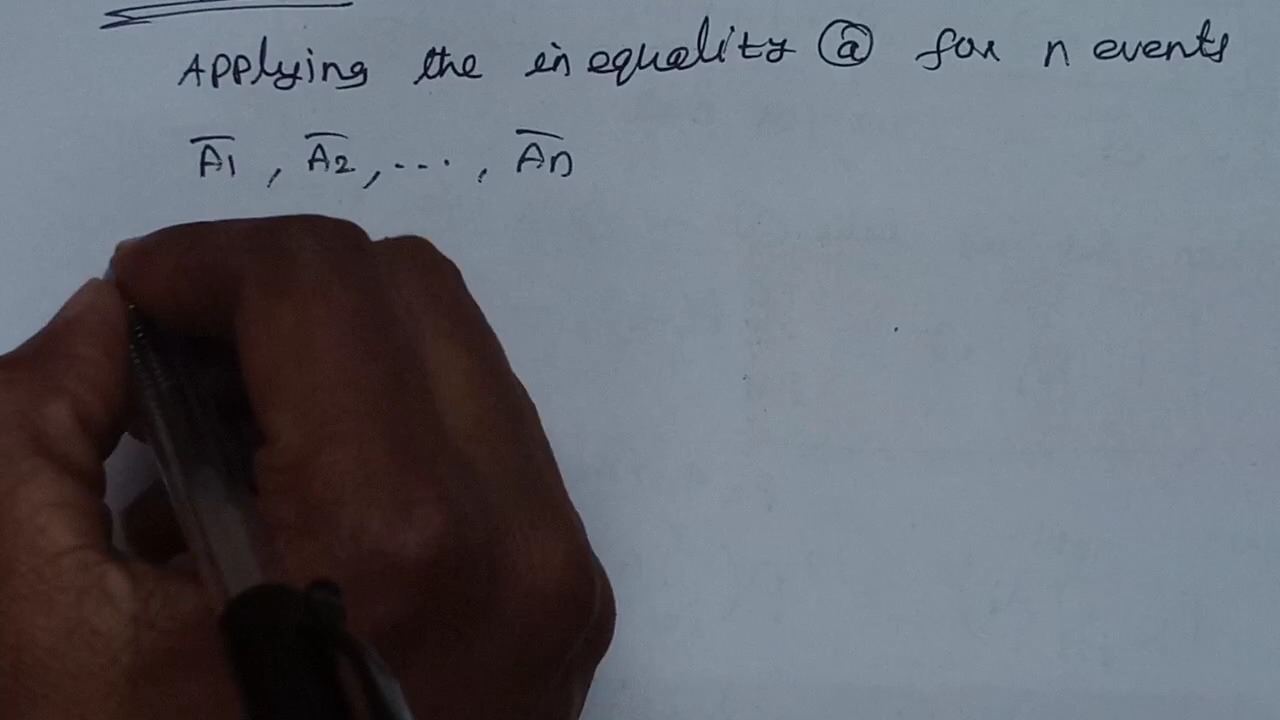 Applying the inequality ⓐ for n events
A̅1 , A̅2 , ... , A̅n